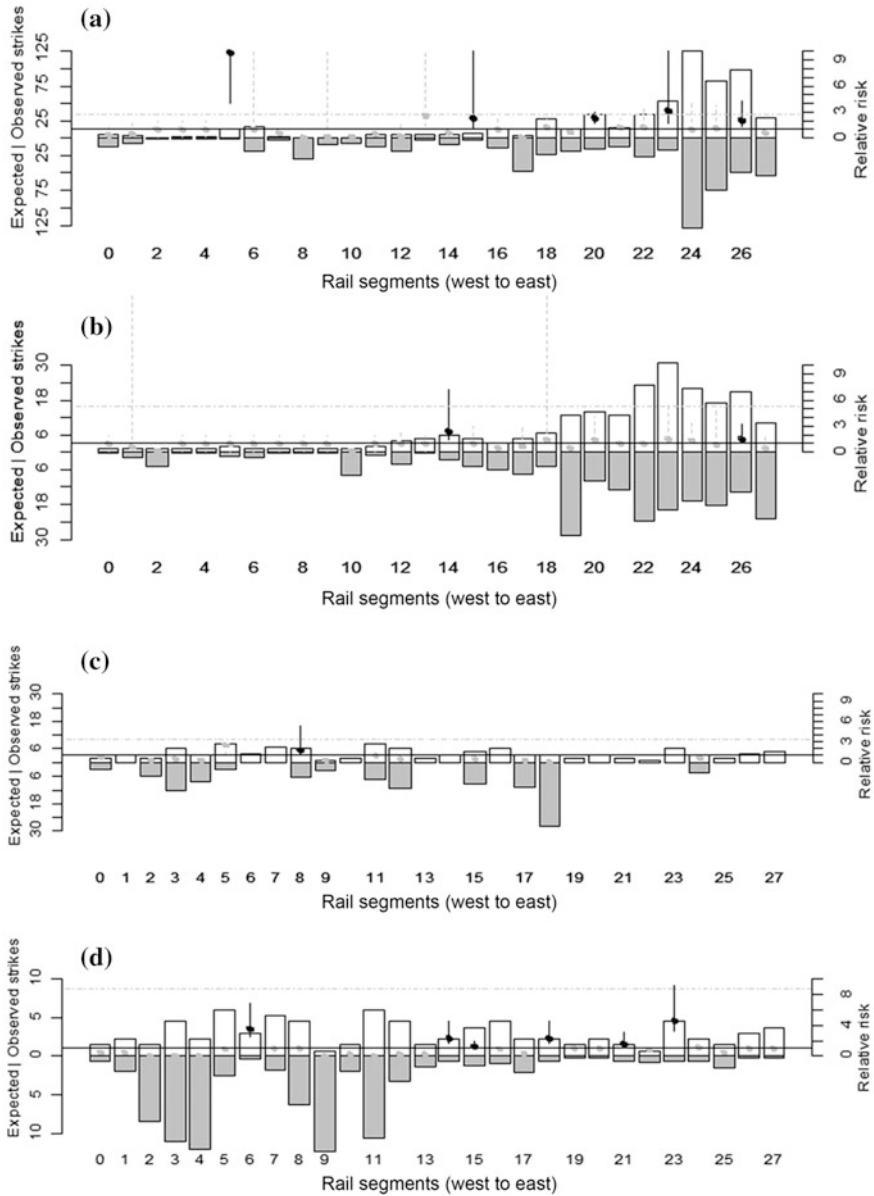 (a)
Expected | Observed strikes
125
75
25
25
75
125
9
6
3
0
Relative risk
0 2 4 6 8 10 12 14 16 18 20 22 24 26
Rail segments (west to east)
(b)
Expected | Observed strikes
30
18
6
6
18
30
9
6
3
0
Relative risk
0 2 4 6 8 10 12 14 16 18 20 22 24 26
Rail segments (west to east)
(c)
Expected | Observed strikes
30
18
6
6
18
30
9
6
3
0
Relative risk
0 1 2 3 4 5 6 7 8 9 11 13 15 17 19 21 23 25 27
Rail segments (west to east)
(d)
Expected | Observed strikes
10
5
0
5
10
8
4
0
Relative risk
0 1 2 3 4 5 6 7 8 9 11 13 15 17 19 21 23 25 27
Rail segments (west to east)